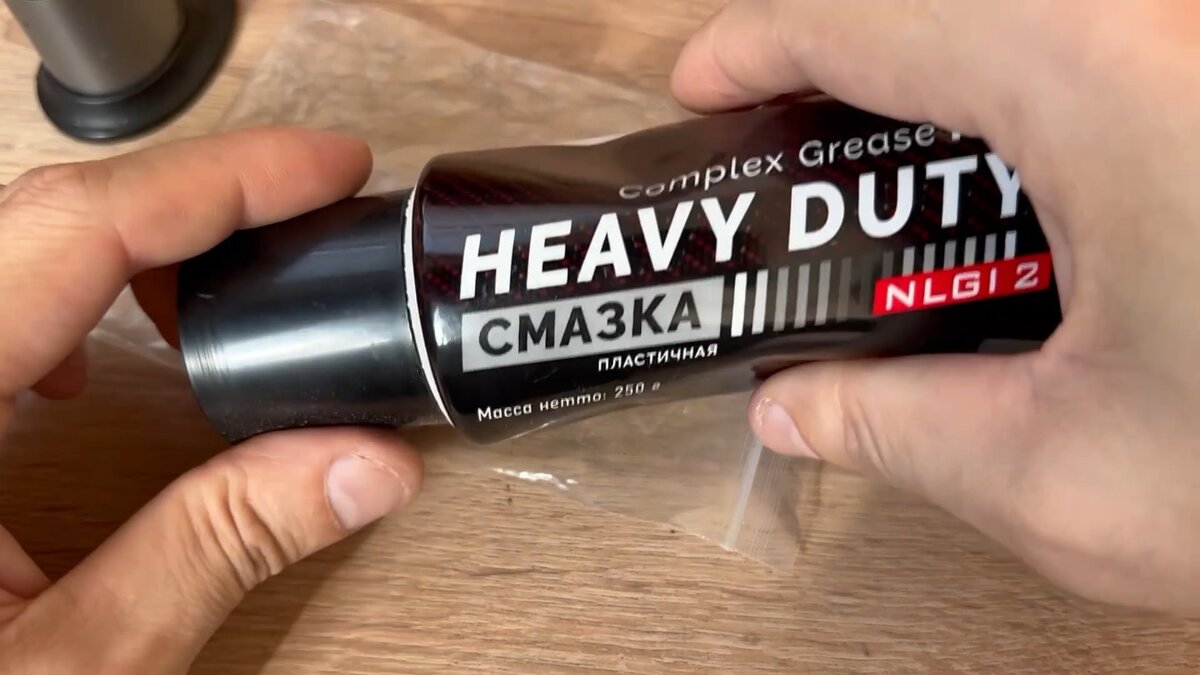 Complex Grease
HEAVY DUTY
СМАЗКА
NLGI 2
ПЛАСТИЧНАЯ
Масса нетто: 250 г